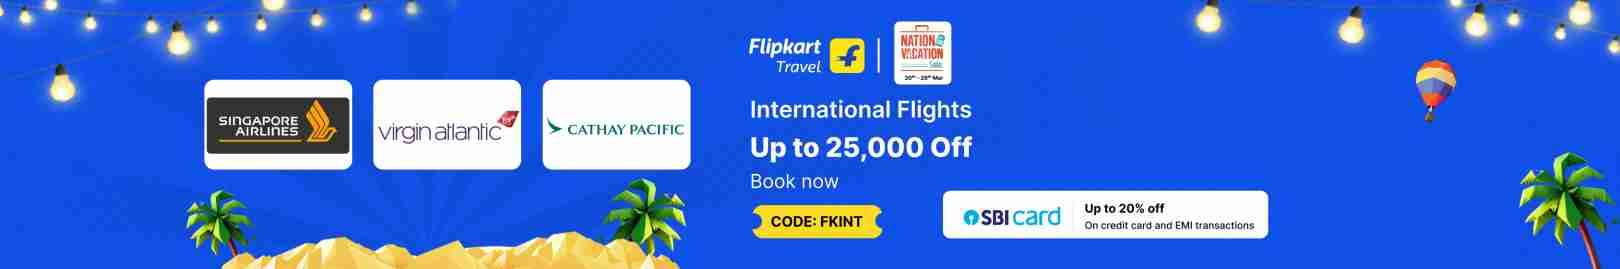 SINGAPORE
AIRLINES
virgin atlantic
CATHAY PACIFIC
Flipkart
Travel
NATION
VACATION
Sale
International Flights
Up to 25,000 Off
Book now
CODE: FKINT
SBI card
Up to 20% off
On credit card and EMI transactions